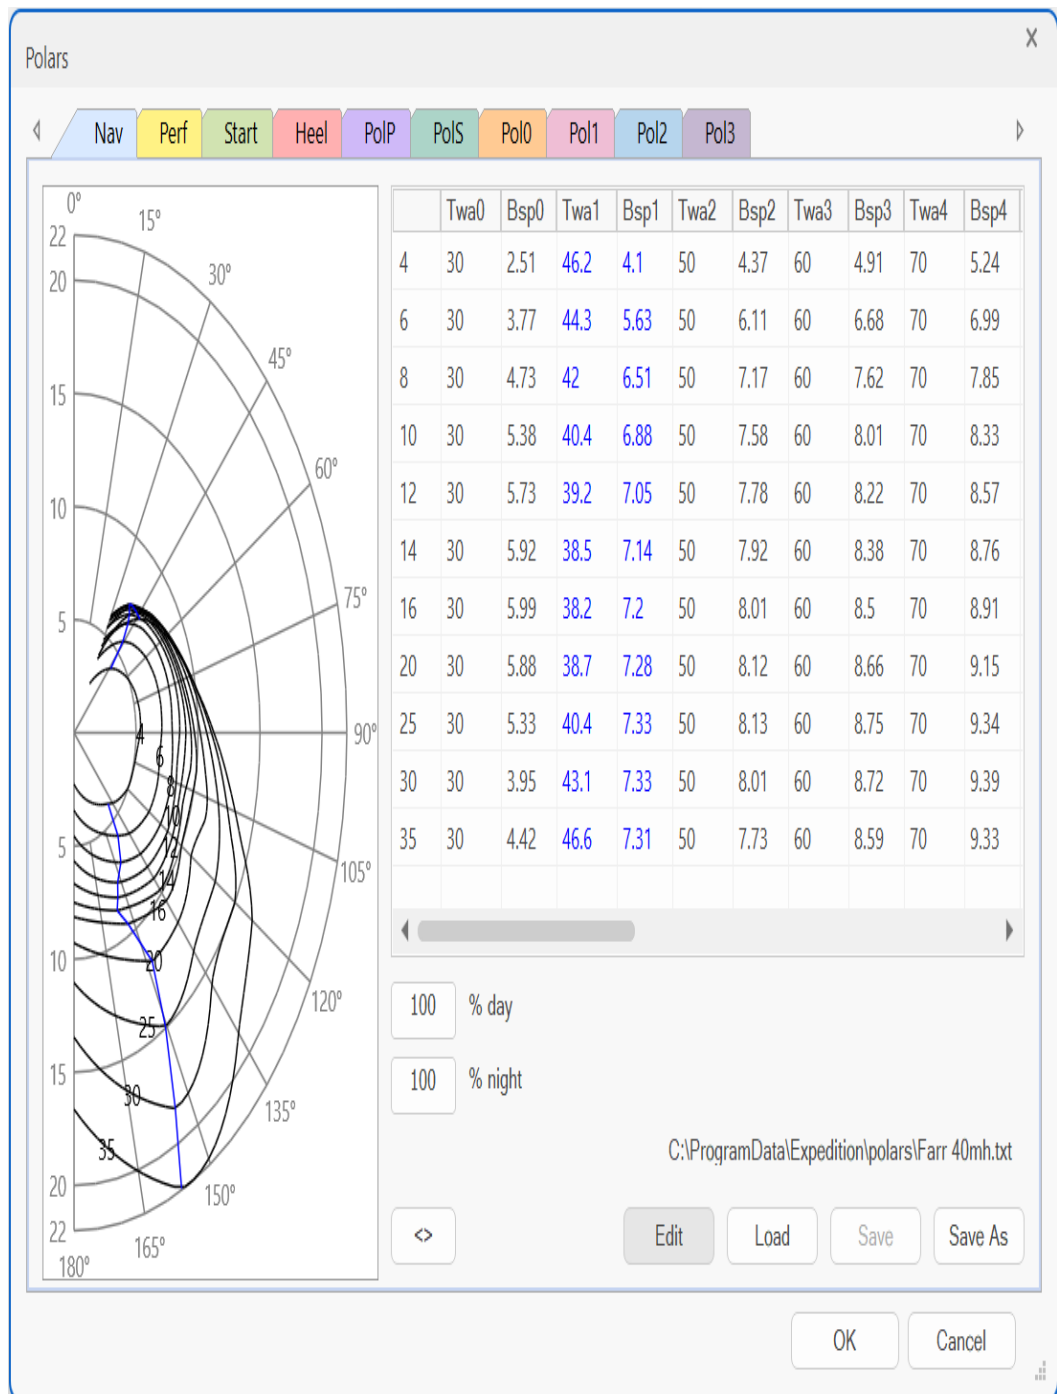 Polars
x
Nav Perf Start Heel PolP PolS Pol0 Pol1 Pol2 Pol3
0°
15°
30°
45°
60°
75°
90°
105°
120°
135°
150°
165°
180°
22
20
15
10
5
5
10
15
20
22
4
6
8
10
12
14
16
20
25
30
35
Twa0 Bsp0 Twa1 Bsp1 Twa2 Bsp2 Twa3 Bsp3 Twa4 Bsp4
4 30 2.51 46.2 4.1 50 4.37 60 4.91 70 5.24
6 30 3.77 44.3 5.63 50 6.11 60 6.68 70 6.99
8 30 4.73 42 6.51 50 7.17 60 7.62 70 7.85
10 30 5.38 40.4 6.88 50 7.58 60 8.01 70 8.33
12 30 5.73 39.2 7.05 50 7.78 60 8.22 70 8.57
14 30 5.92 38.5 7.14 50 7.92 60 8.38 70 8.76
16 30 5.99 38.2 7.2 50 8.01 60 8.5 70 8.91
20 30 5.88 38.7 7.28 50 8.12 60 8.66 70 9.15
25 30 5.33 40.4 7.33 50 8.13 60 8.75 70 9.34
30 30 3.95 43.1 7.33 50 8.01 60 8.72 70 9.39
35 30 4.42 46.6 7.31 50 7.73 60 8.59 70 9.33
100 % day
100 % night
C:\ProgramData\Expedition\polars\Farr 40mh.txt
<> Edit Load Save Save As
OK Cancel